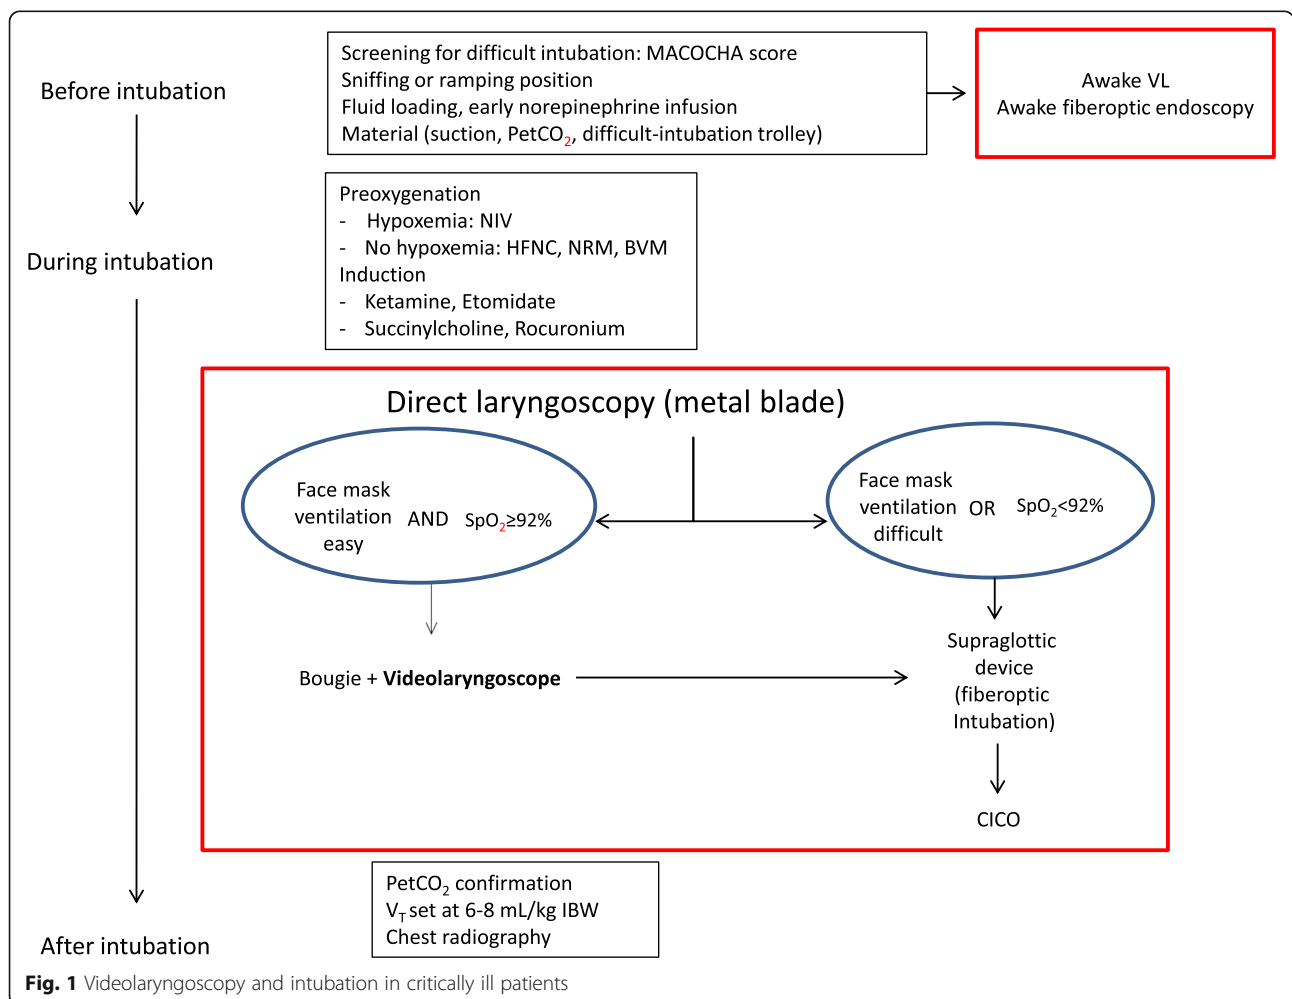 Before intubation
Screening for difficult intubation: MACOCHA score
Sniffing or ramping position
Fluid loading, early norepinephrine infusion
Material (suction, PetCO₂, difficult-intubation trolley)
Awake VL
Awake fiberoptic endoscopy
During intubation
Preoxygenation
- Hypoxemia: NIV
- No hypoxemia: HFNC, NRM, BVM
Induction
- Ketamine, Etomidate
- Succinylcholine, Rocuronium
Direct laryngoscopy (metal blade)
Face mask
ventilation
easy
AND
SpO₂≥92%
Face mask
ventilation
difficult
OR
SpO₂<92%
Bougie + Videolaryngoscope
Supraglottic
device
(fiberoptic
Intubation)
CICO
After intubation
PetCO₂ confirmation
V_T set at 6-8 mL/kg IBW
Chest radiography
Fig. 1 Videolaryngoscopy and intubation in critically ill patients